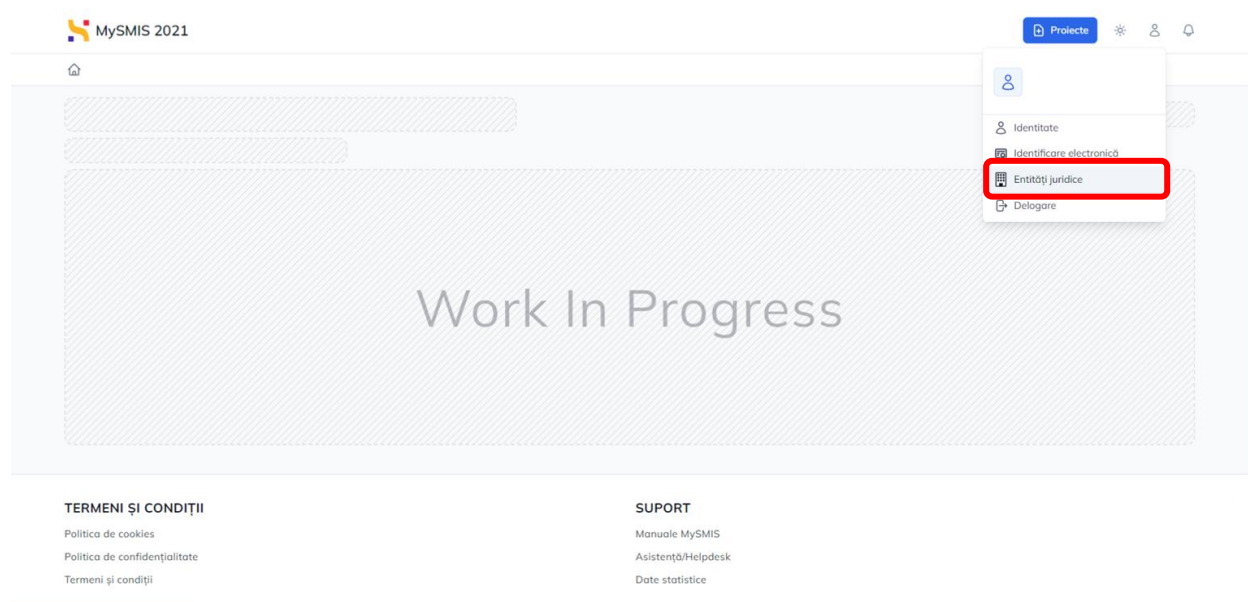 MySMIS 2021
Proiecte
Identitate
Identificare electronică
Entități juridice
Delogare
Work In Progress
TERMENI ȘI CONDIȚII
Politica de cookies
Politica de confidențialitate
Termeni și condiții
SUPORT
Manuale MySMIS
Asistență/Helpdesk
Date statistice